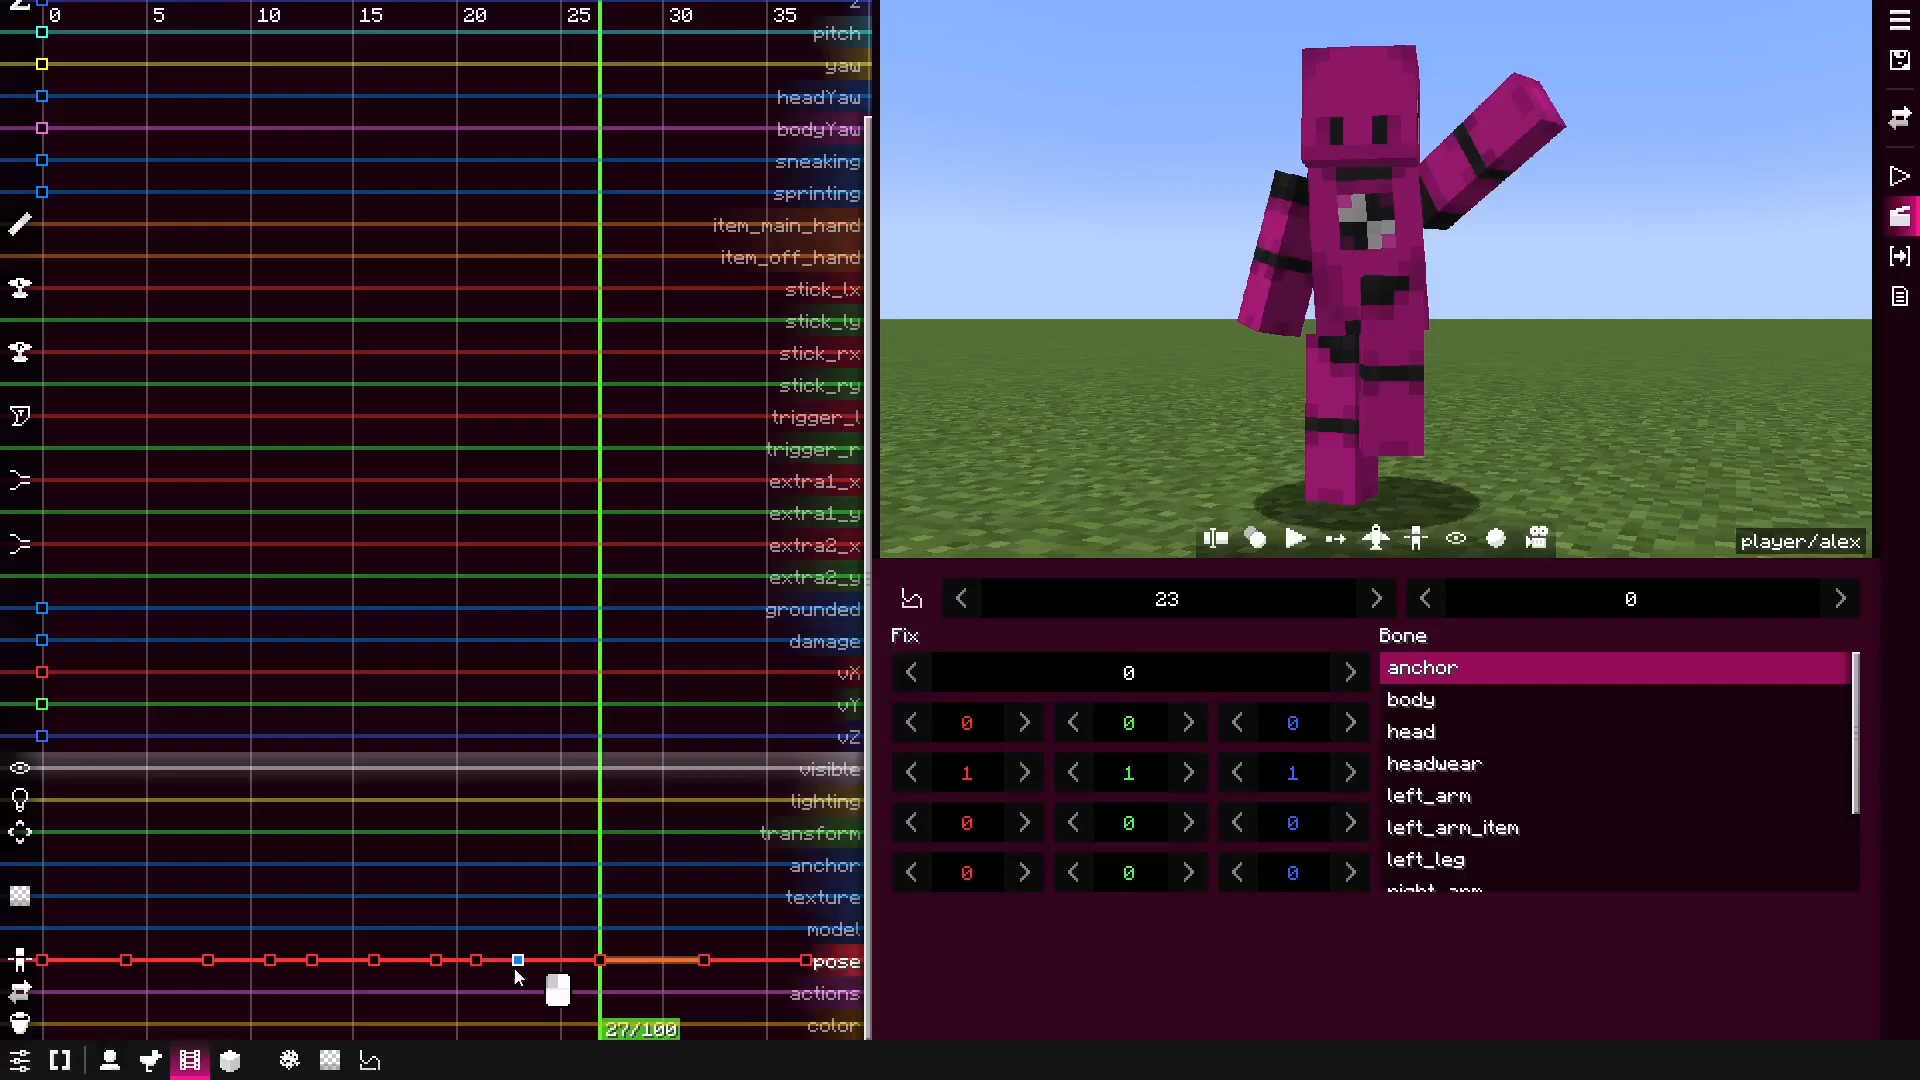 0 5 10 15 20 25 30 35
pitch
yaw
headYaw
bodyYaw
sneaking
sprinting
item_main_hand
item_off_hand
stick_lx
stick_ly
stick_rx
stick_ry
trigger_l
trigger_r
extra1_x
extra1_y
extra2_x
extra2_y
grounded
damage
vX
vY
vZ
visible
lighting
transform
anchor
texture
model
pose
actions
color
27/100
player/alex
23
0
Fix
0
0 0 0
1 1 1
0 0 0
0 0 0
Bone
anchor
body
head
headwear
left_arm
left_arm_item
left_leg
right_arm